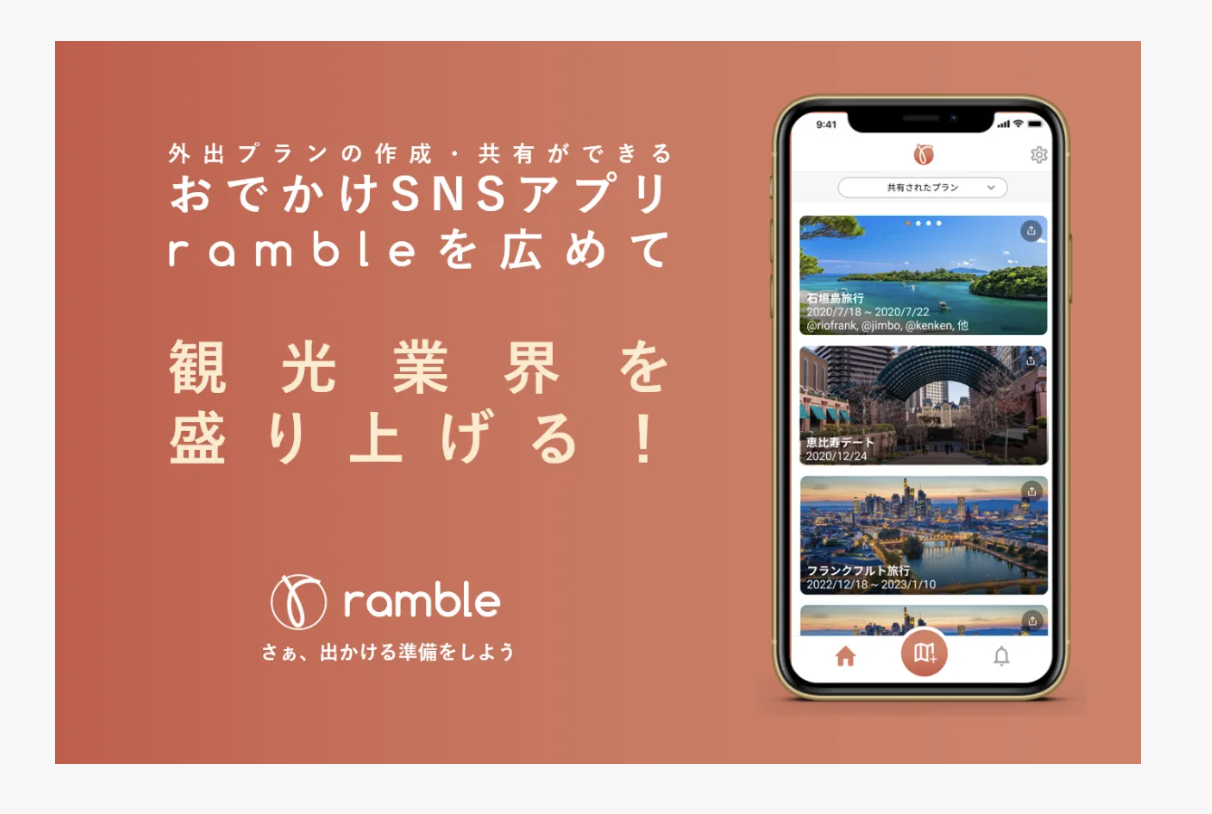 外出プランの作成・共有ができる
おでかけSNSアプリ
rambleを広めて
観光業界を
盛り上げる！
ramble
さぁ、出かける準備をしよう
9:41
共有されたプラン
石垣島旅行
2020/7/18 ~ 2020/7/22
@riofrank, @jimbo, @kenken, 他
恵比寿デート
2020/12/24
フランクフルト旅行
2022/12/18 ~ 2023/1/10